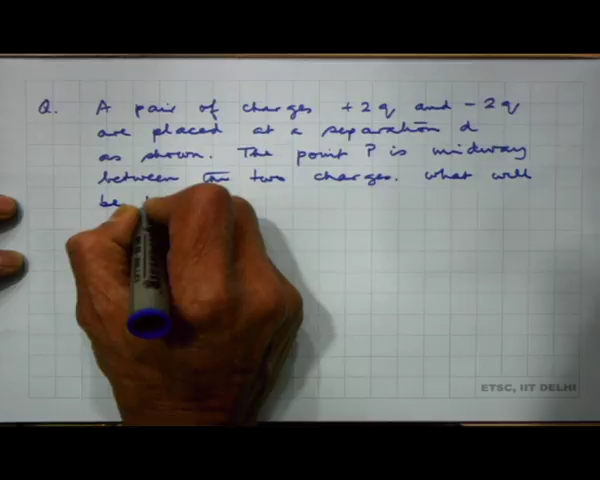 Q. A pair of charges +2q and -2q
are placed at a separation d
as shown. The point P is midway
between the two charges. What will
be
ETSC, IIT DELHI